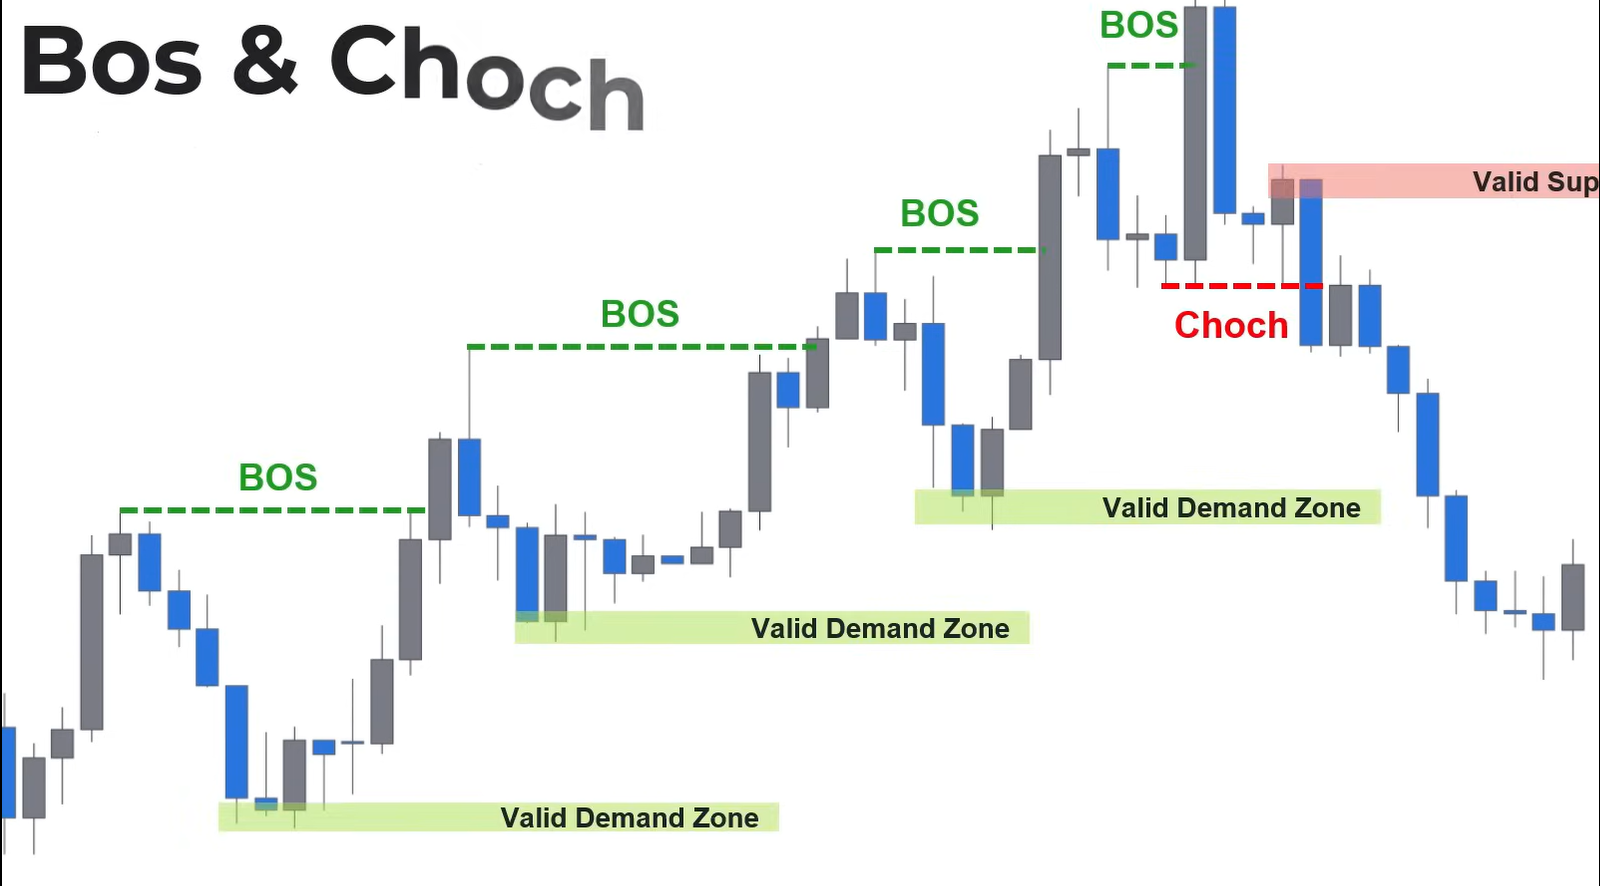 Bos & Choch
BOS
Valid Sup
BOS
BOS
Choch
BOS
Valid Demand Zone
Valid Demand Zone
Valid Demand Zone